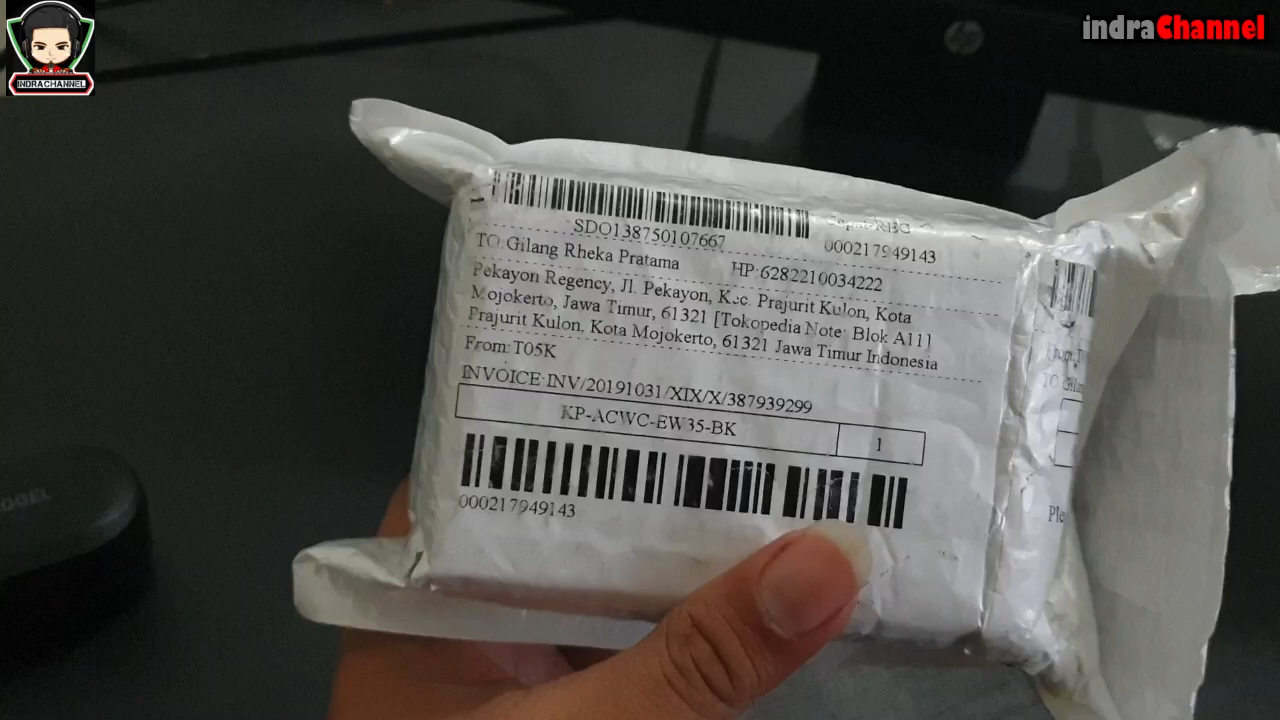 INDRACHANNEL
indraChannel
hp
SDO138750107667
000217949143
TO:Gilang Rheka Pratama HP:6282210034222
Pekayon Regency, Jl. Pekayon, Kec. Prajurit Kulon, Kota
Mojokerto, Jawa Timur, 61321 [Tokopedia Note: Blok A11]
Prajurit Kulon. Kota Mojokerto, 61321 Jawa Timur Indonesia
From:T05K
INVOICE:INV/20191031/XIX/X/387939299
KP-ACWC-EW35-BK 1
000217949143
Ple